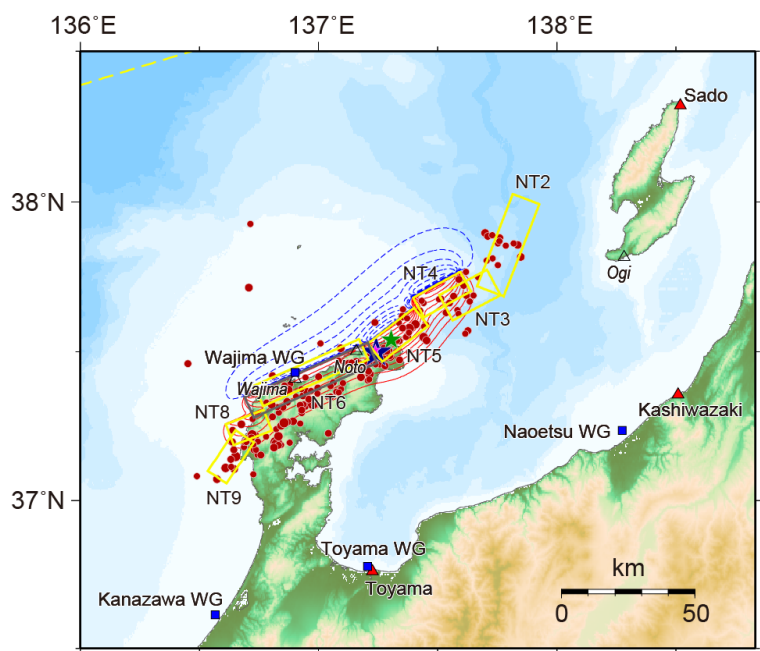 136˚E
137˚E
138˚E
Sado
NT2
38˚N
Ogi
NT4
NT3
Wajima WG
Noto
NT5
Wajima
NT6
Kashiwazaki
NT8
Naoetsu WG
37˚N
NT9
Toyama WG
km
Toyama
Kanazawa WG
0
50